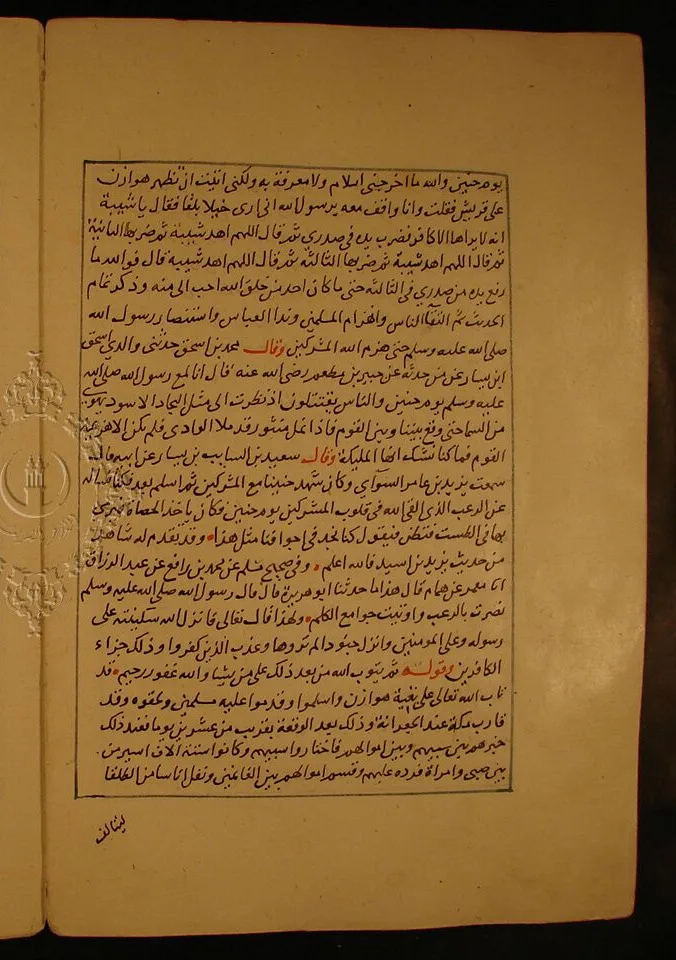 يوم حنين والله ما اخرجني اسلام ولا معرفة به ولكني اتيت ان تظهر هوازن
على قريش فقلت وانا واقف معه يرسول الله اني ارى خيلا بلقا فقال يا شيبة
انه لا يراها الا كافر فضرب يده في صدري ثم قال اللهم اهد شيبة ثم ضربها الثانية
ثم قال اللهم اهد شيبة ثم ضربها الثالثه ثم قال اللهم اهد شيبة قال فوالله ما
رفع يده من صدري في الثالثه حتى ما كان احد من خلق الله احب الي منه وذكر تمام
الحديث ثم التقا الناس وانهزام المسلمين وندا العباس واستنصار رسول الله
صلى الله عليه وسلم حتى هزم الله المشركين وقال محمد بن اسحق حدثني والدي اسحق
ابن يسار عن من حدثه عن جبير بن مطعم رضي الله عنه قال انا لمع رسول الله صلى الله
عليه وسلم يوم حنين والناس يقتتلون اذ نظرت الى مثل البجاد الاسود يهوى
من السما حتى وقع بيننا وبين القوم فاذا نمل منثور قد ملا الوادي فلم يكن الا هزيمة
القوم فما كنا نشك انها المليكة وقال سعيد بن السايب بن يسار عن ابيه قال
سمعت يزيد بن عامر السوآي وكان شهد حنينا مع المشركين ثم اسلم بعد فكنا نساله
عن الرعب الذي القى الله في قلوب المشركين يوم حنين فكان ياخذ الحصاة فيرمي
بها في الطست فتطن فيقول كنا نجد في اجوافنا مثل هذا وقد تقدم له شاهد
من حديث يزيد بن اسيد فالله اعلم وفي صحيح مسلم عن محمد بن رافع عن عبد الرزاق
انا معمر عن همام قال هذا ما حدثنا ابو هريرة قال قال رسول الله صلى الله عليه وسلم
نصرت بالرعب واوتيت جوامع الكلم ولهذا قال تعالى فانزل الله سكينته على
رسوله وعلى المومنين وانزل جنودا لم تروها وعذب الذين كفروا وذلك جزاء
الكافرين وقوله ثم يتوب الله من بعد ذلك على من يشا والله غفور رحيم قد
تاب الله تعالى على بقية هوازن واسلموا وقدموا عليه مسلمين ولحقوه وقد
قارب مكة عند الجعرانة وذلك بعد الوقعة بقريب من عشرين يوما فعند ذلك
خيرهم بين سبيهم وبين اموالهم فاختاروا سبيهم وكانوا ستة الاف اسير من
بين صبي وامراة فرده عليهم وقسم اموالهم بين الغانمين ونفل اناسا من الطلقا
ليتالف